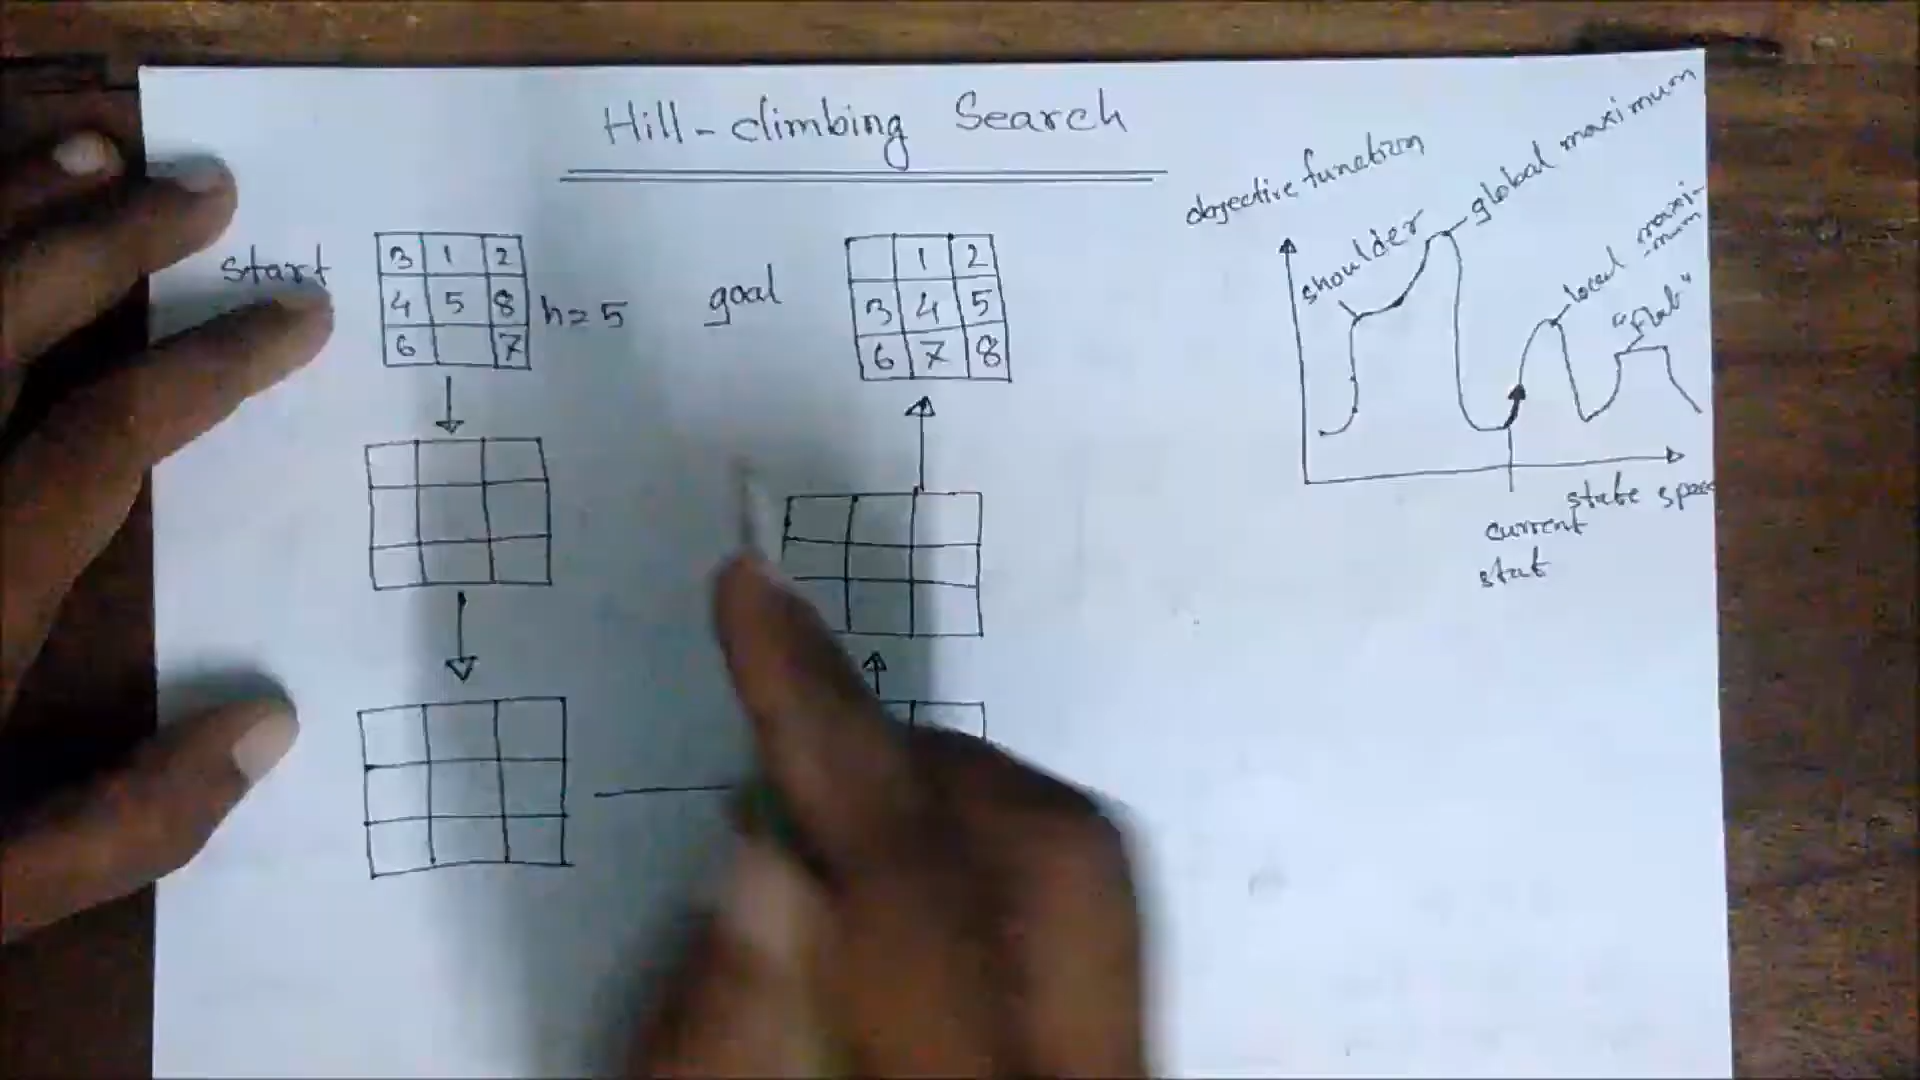 Hill-climbing Search
start
3 1 2
4 5 8
6 7
h=5
goal
1 2
3 4 5
6 7 8
objective function
shoulder
global maximum
local maxi-
mum
"flat"
state space
current
stat